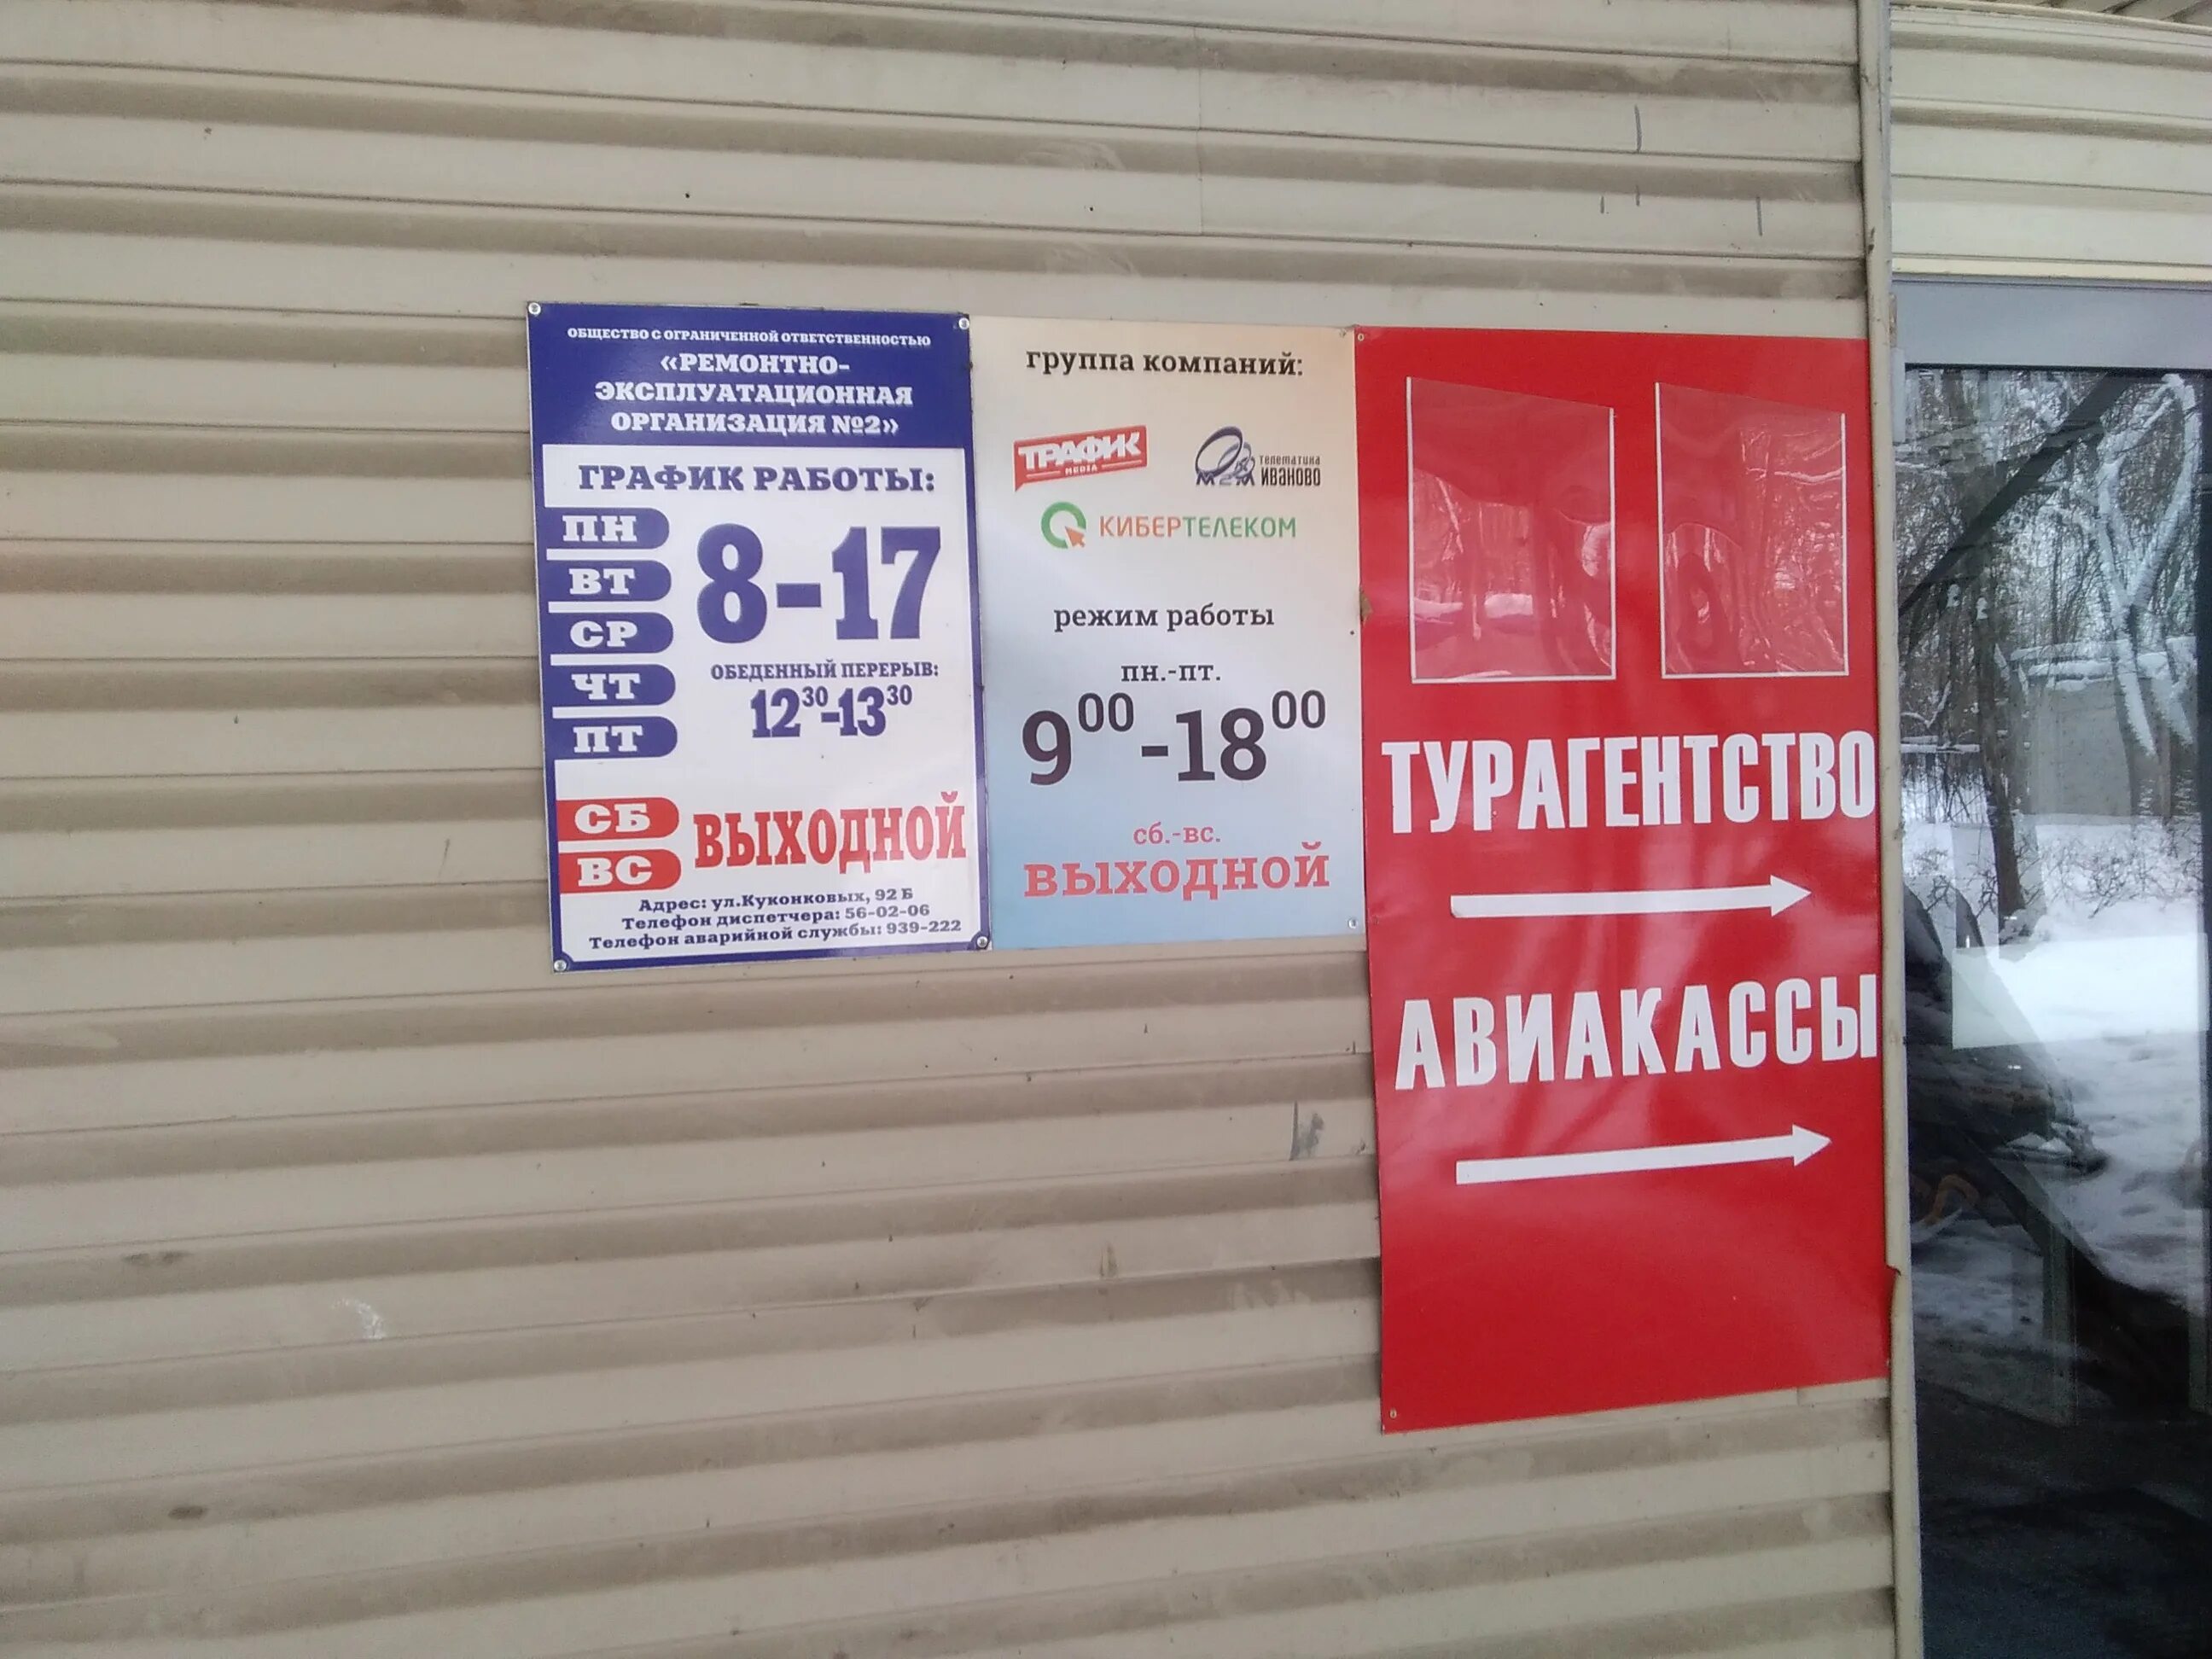 ОБЩЕСТВО С ОГРАНИЧЕННОЙ ОТВЕТСТВЕННОСТЬЮ
«РЕМОНТНО-
ЭКСПЛУАТАЦИОННАЯ
ОРГАНИЗАЦИЯ №2»
ГРАФИК РАБОТЫ:
ПН
ВТ
СР
ЧТ
ПТ
8-17
ОБЕДЕННЫЙ ПЕРЕРЫВ:
12³⁰-13³⁰
СБ
ВС
ВЫХОДНОЙ
Адрес: ул.Куконковых, 92 Б
Телефон диспетчера: 56-02-06
Телефон аварийной службы: 939-222
группа компаний:
ТРАФИК
MEDIA
M2M
телематика
Иваново
КИБЕРТЕЛЕКОМ
режим работы
пн.-пт.
9⁰⁰-18⁰⁰
сб.-вс.
выходной
ТУРАГЕНТСТВО
АВИАКАССЫ